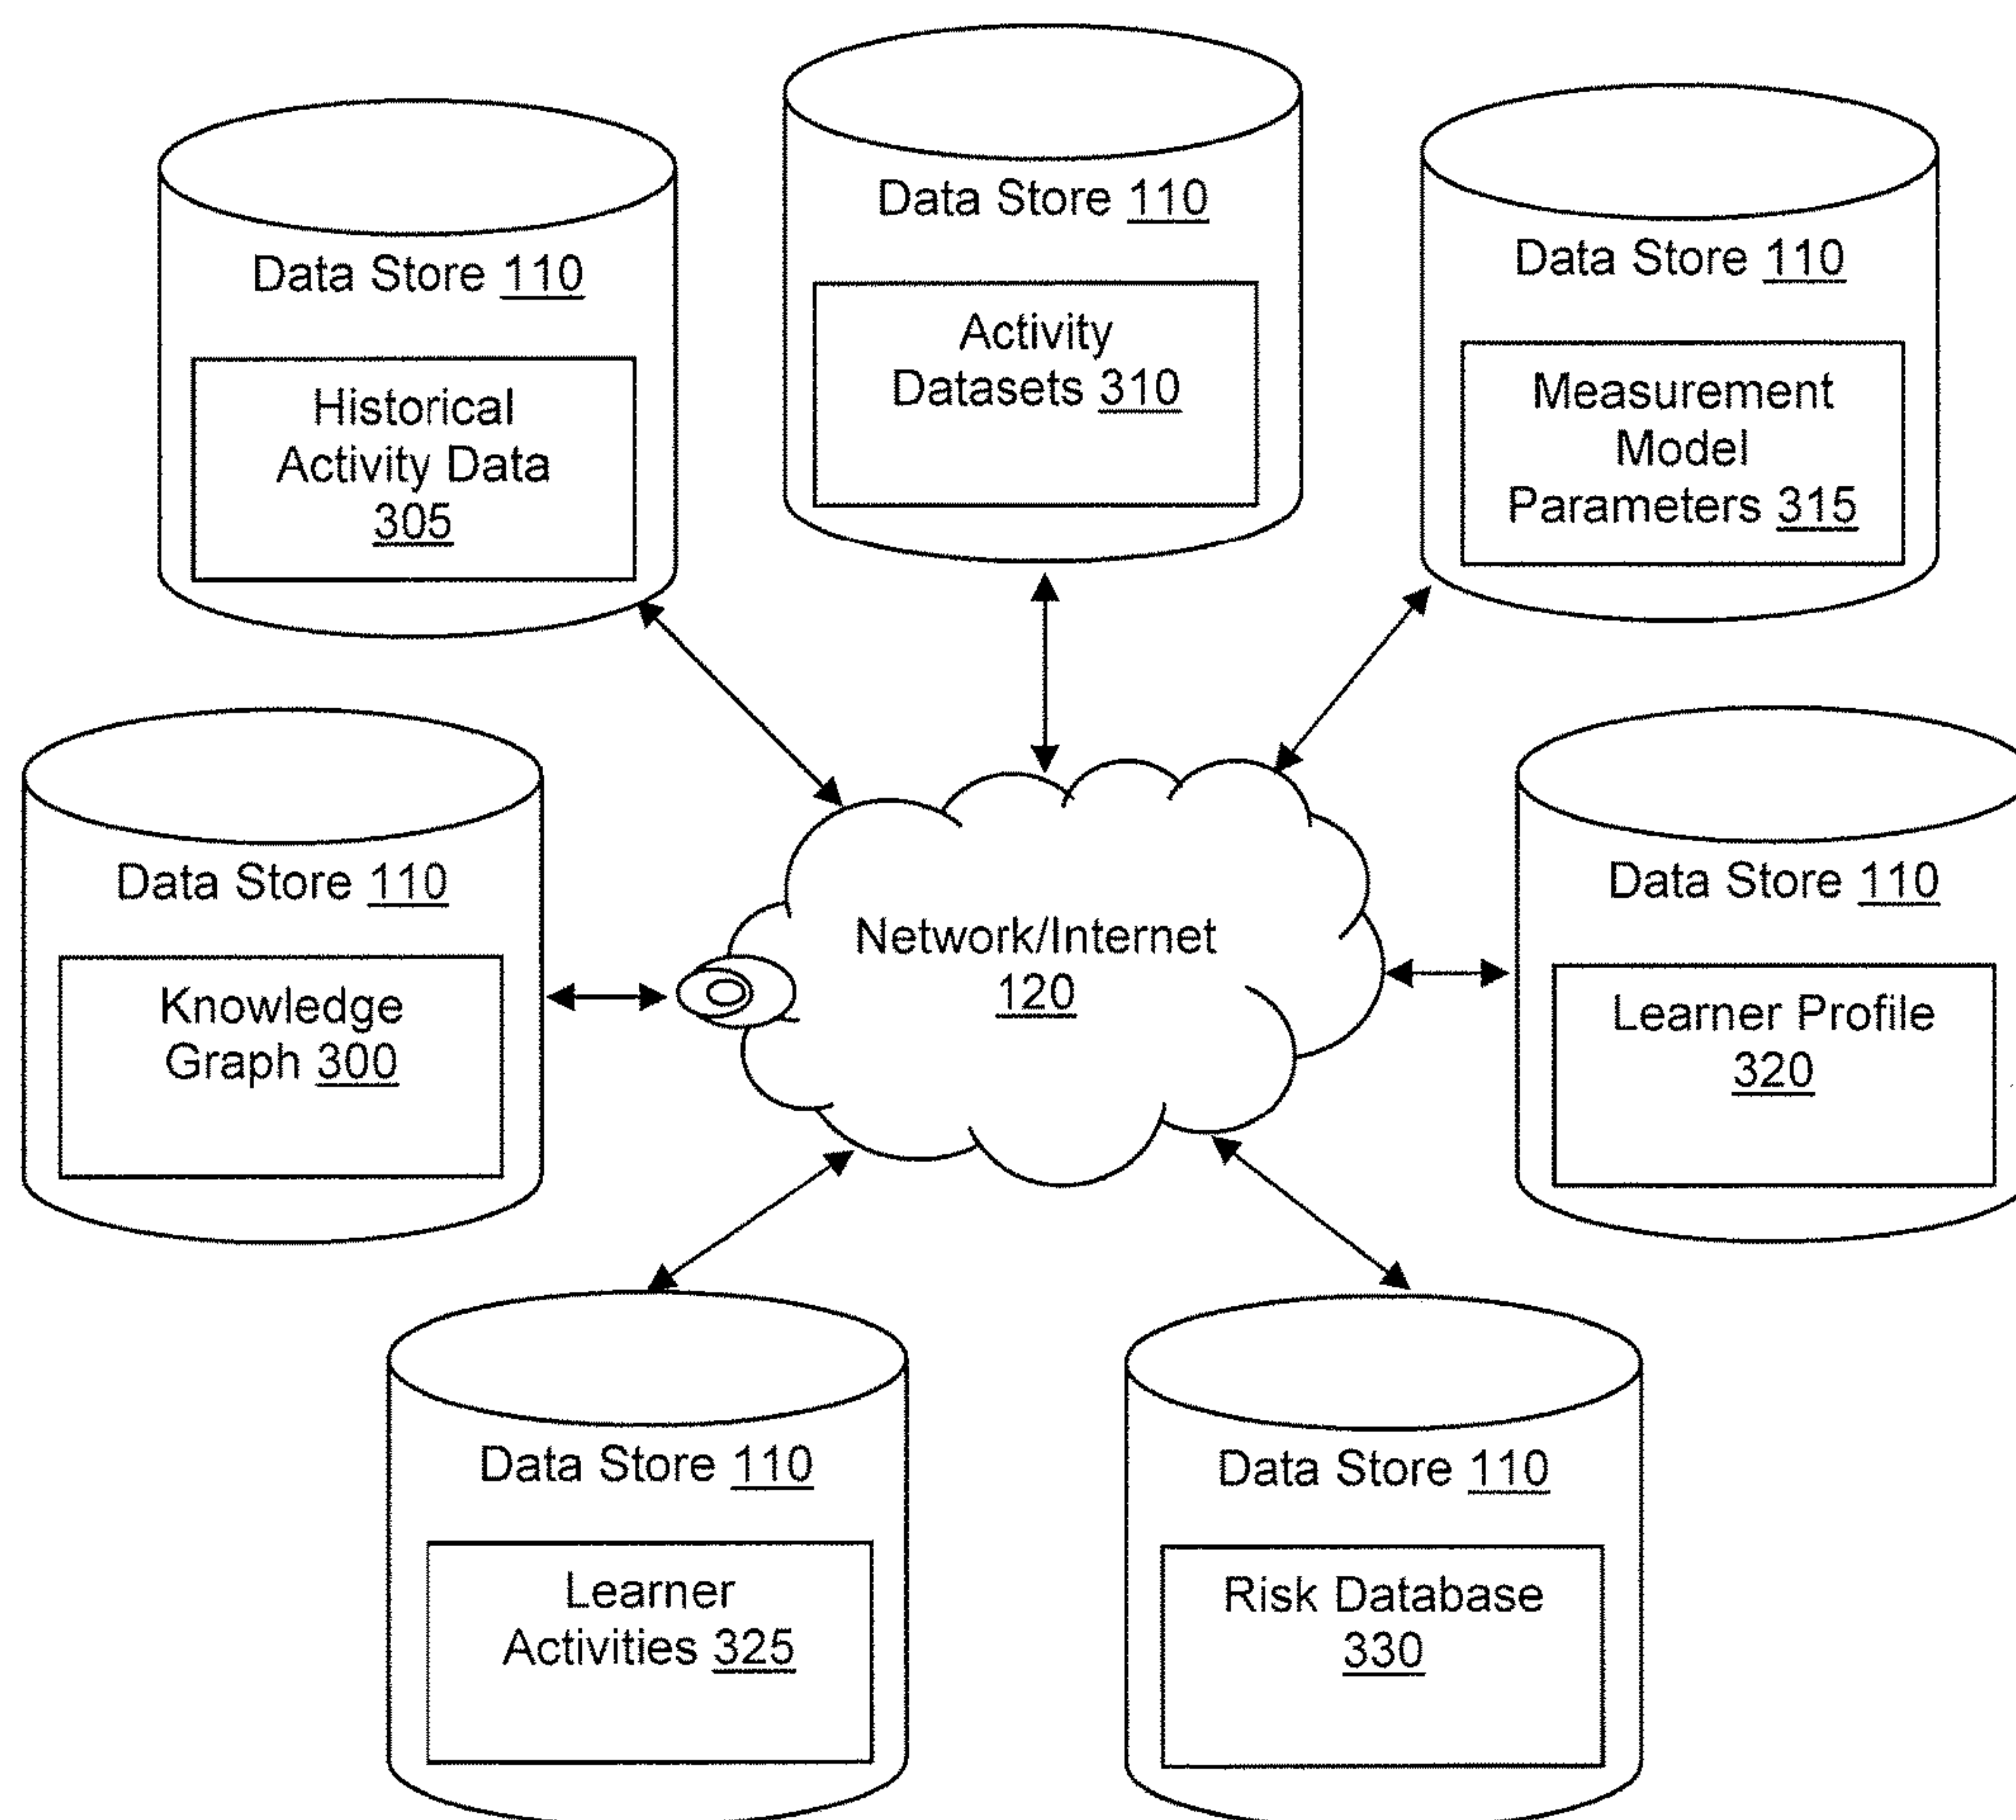 Data Store 110
Historical
Activity Data
305
Data Store 110
Activity
Datasets 310
Data Store 110
Measurement
Model
Parameters 315
Data Store 110
Knowledge
Graph 300
Network/Internet
120
Data Store 110
Learner Profile
320
Data Store 110
Learner
Activities 325
Data Store 110
Risk Database
330